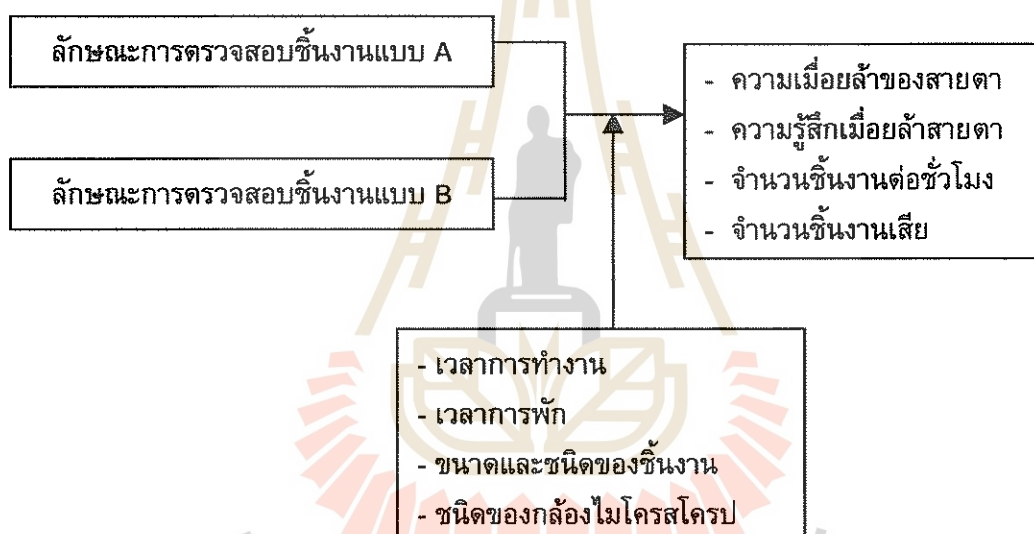 ลักษณะการตรวจสอบชิ้นงานแบบ A
ลักษณะการตรวจสอบชิ้นงานแบบ B
- ความเมื่อยล้าของสายตา
- ความรู้สึกเมื่อยล้าสายตา
- จำนวนชิ้นงานต่อชั่วโมง
- จำนวนชิ้นงานเสีย
- เวลาการทำงาน
- เวลาการพัก
- ขนาดและชนิดของชิ้นงาน
- ชนิดของกล้องไมโครสโครป